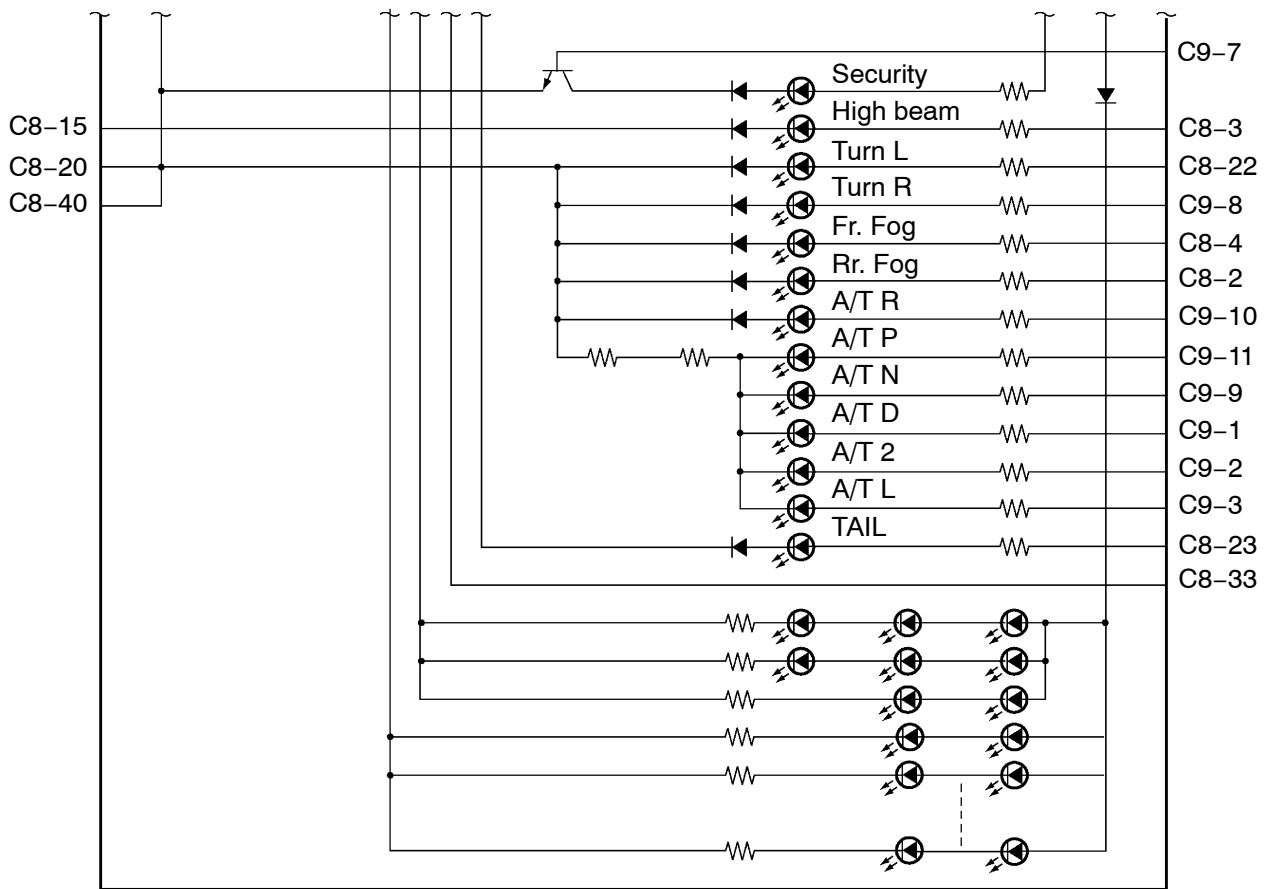 C9-7
Security
C8-15
High beam
C8-3
C8-20
Turn L
C8-22
C8-40
Turn R
C9-8
Fr. Fog
C8-4
Rr. Fog
C8-2
A/T R
C9-10
A/T P
C9-11
A/T N
C9-9
A/T D
C9-1
A/T 2
C9-2
A/T L
C9-3
TAIL
C8-23
C8-33